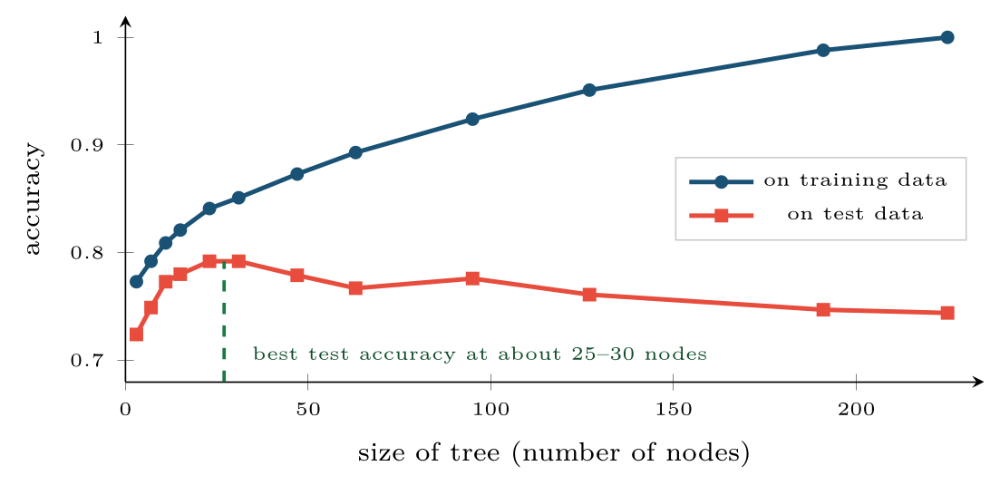 1
0.9
0.8
0.7
accuracy
on training data
on test data
best test accuracy at about 25–30 nodes
0 50 100 150 200
size of tree (number of nodes)